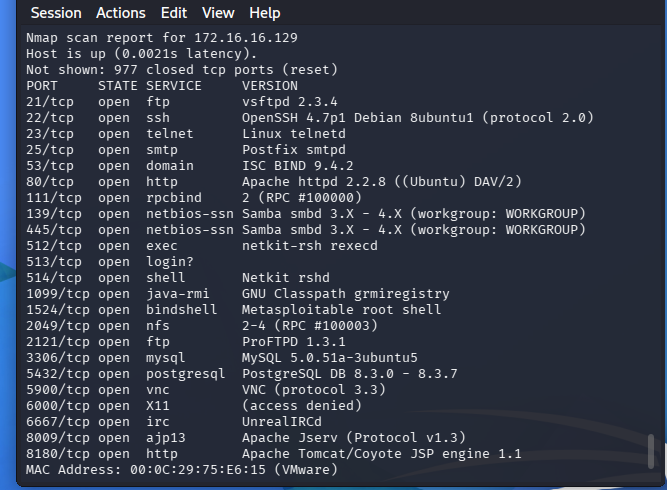 Session Actions Edit View Help
Nmap scan report for 172.16.16.129
Host is up (0.0021s latency).
Not shown: 977 closed tcp ports (reset)
PORT     STATE SERVICE     VERSION
21/tcp   open  ftp         vsftpd 2.3.4
22/tcp   open  ssh         OpenSSH 4.7p1 Debian 8ubuntu1 (protocol 2.0)
23/tcp   open  telnet      Linux telnetd
25/tcp   open  smtp        Postfix smtpd
53/tcp   open  domain      ISC BIND 9.4.2
80/tcp   open  http        Apache httpd 2.2.8 ((Ubuntu) DAV/2)
111/tcp  open  rpcbind     2 (RPC #100000)
139/tcp  open  netbios-ssn Samba smbd 3.X - 4.X (workgroup: WORKGROUP)
445/tcp  open  netbios-ssn Samba smbd 3.X - 4.X (workgroup: WORKGROUP)
512/tcp  open  exec        netkit-rsh rexecd
513/tcp  open  login?
514/tcp  open  shell       Netkit rshd
1099/tcp open  java-rmi    GNU Classpath grmiregistry
1524/tcp open  bindshell   Metasploitable root shell
2049/tcp open  nfs         2-4 (RPC #100003)
2121/tcp open  ftp         ProFTPD 1.3.1
3306/tcp open  mysql       MySQL 5.0.51a-3ubuntu5
5432/tcp open  postgresql  PostgreSQL DB 8.3.0 - 8.3.7
5900/tcp open  vnc         VNC (protocol 3.3)
6000/tcp open  X11         (access denied)
6667/tcp open  irc         UnrealIRCd
8009/tcp open  ajp13       Apache Jserv (Protocol v1.3)
8180/tcp open  http        Apache Tomcat/Coyote JSP engine 1.1
MAC Address: 00:0C:29:75:E6:15 (VMware)